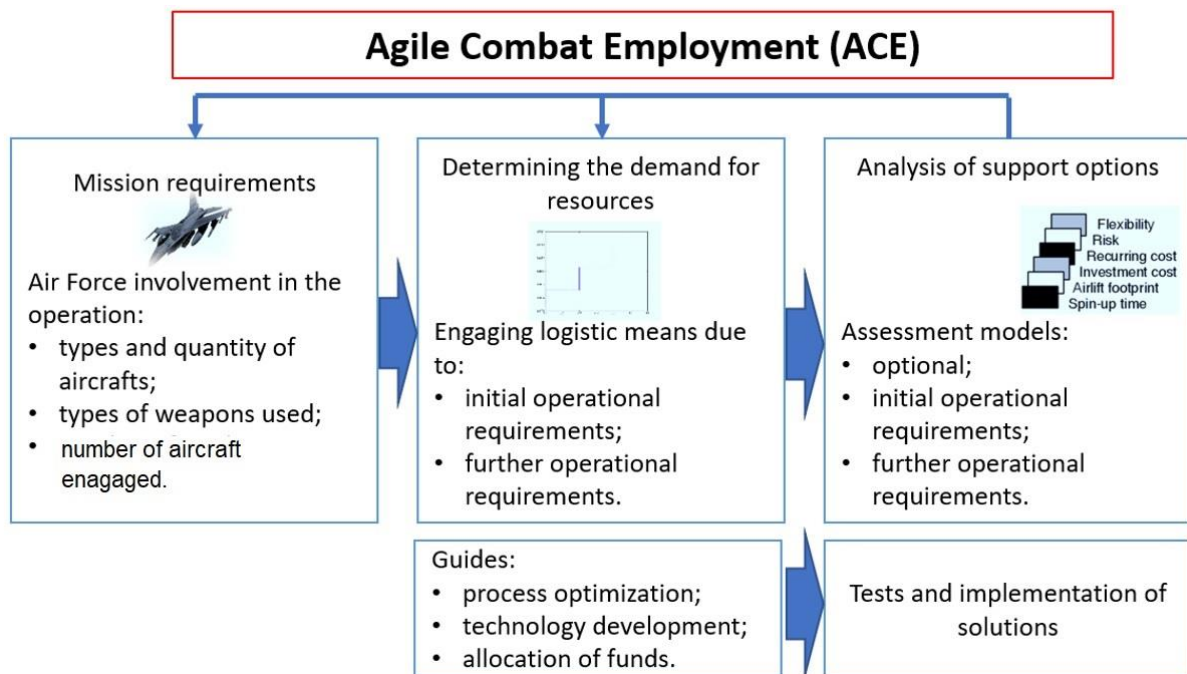 Agile Combat Employment (ACE)
Mission requirements
Air Force involvement in the
operation:
• types and quantity of
aircrafts;
• types of weapons used;
• number of aircraft
enagaged.
Determining the demand for
resources
Engaging logistic means due
to:
• initial operational
requirements;
• further operational
requirements.
Analysis of support options
Flexibility
Risk
Recurring cost
Investment cost
Airlift footprint
Spin-up time
Assessment models:
• optional;
• initial operational
requirements;
• further operational
requirements.
Guides:
• process optimization;
• technology development;
• allocation of funds.
Tests and implementation of
solutions